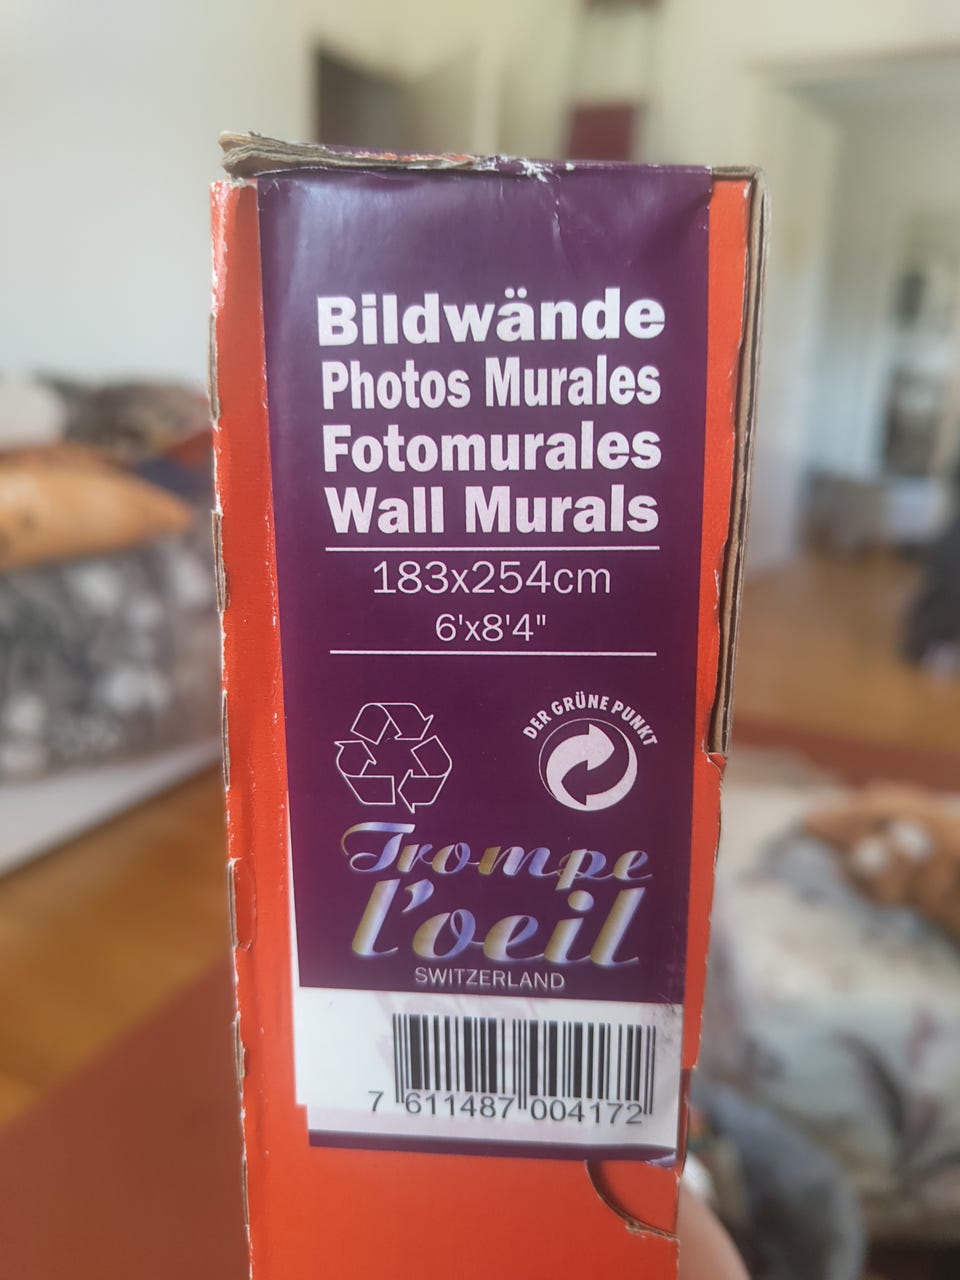 Bildwände
Photos Murales
Fotomurales
Wall Murals
183x254cm
6'x8'4"
DER GRÜNE PUNKT
Trompe
l'oeil
SWITZERLAND
7 611487 004172